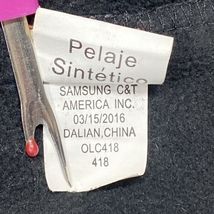 Pelaje
Sintético
SAMSUNG C&T
AMERICA INC.
03/15/2016
DALIAN,CHINA
OLC418
418